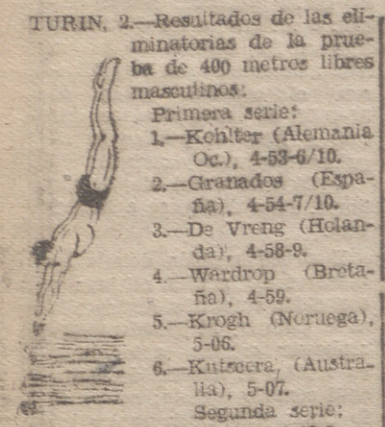 TURIN, 2.—Resultados de las eli-
minatorias de la prue-
ba de 400 metros libres
masculinos:
Primera serie:
1.—Kohlter (Alemania
Oc.), 4-53-6/10.
2.—Granados (Espa-
ña), 4-54-7/10.
3.—De Vreng (Holan-
da), 4-58-9.
4.—Wardrop (Breta-
ña), 4-59.
5.—Krogh (Noruega),
5-06.
6.—Kutscera, (Austra-
lia), 5-07.
Segunda serie: